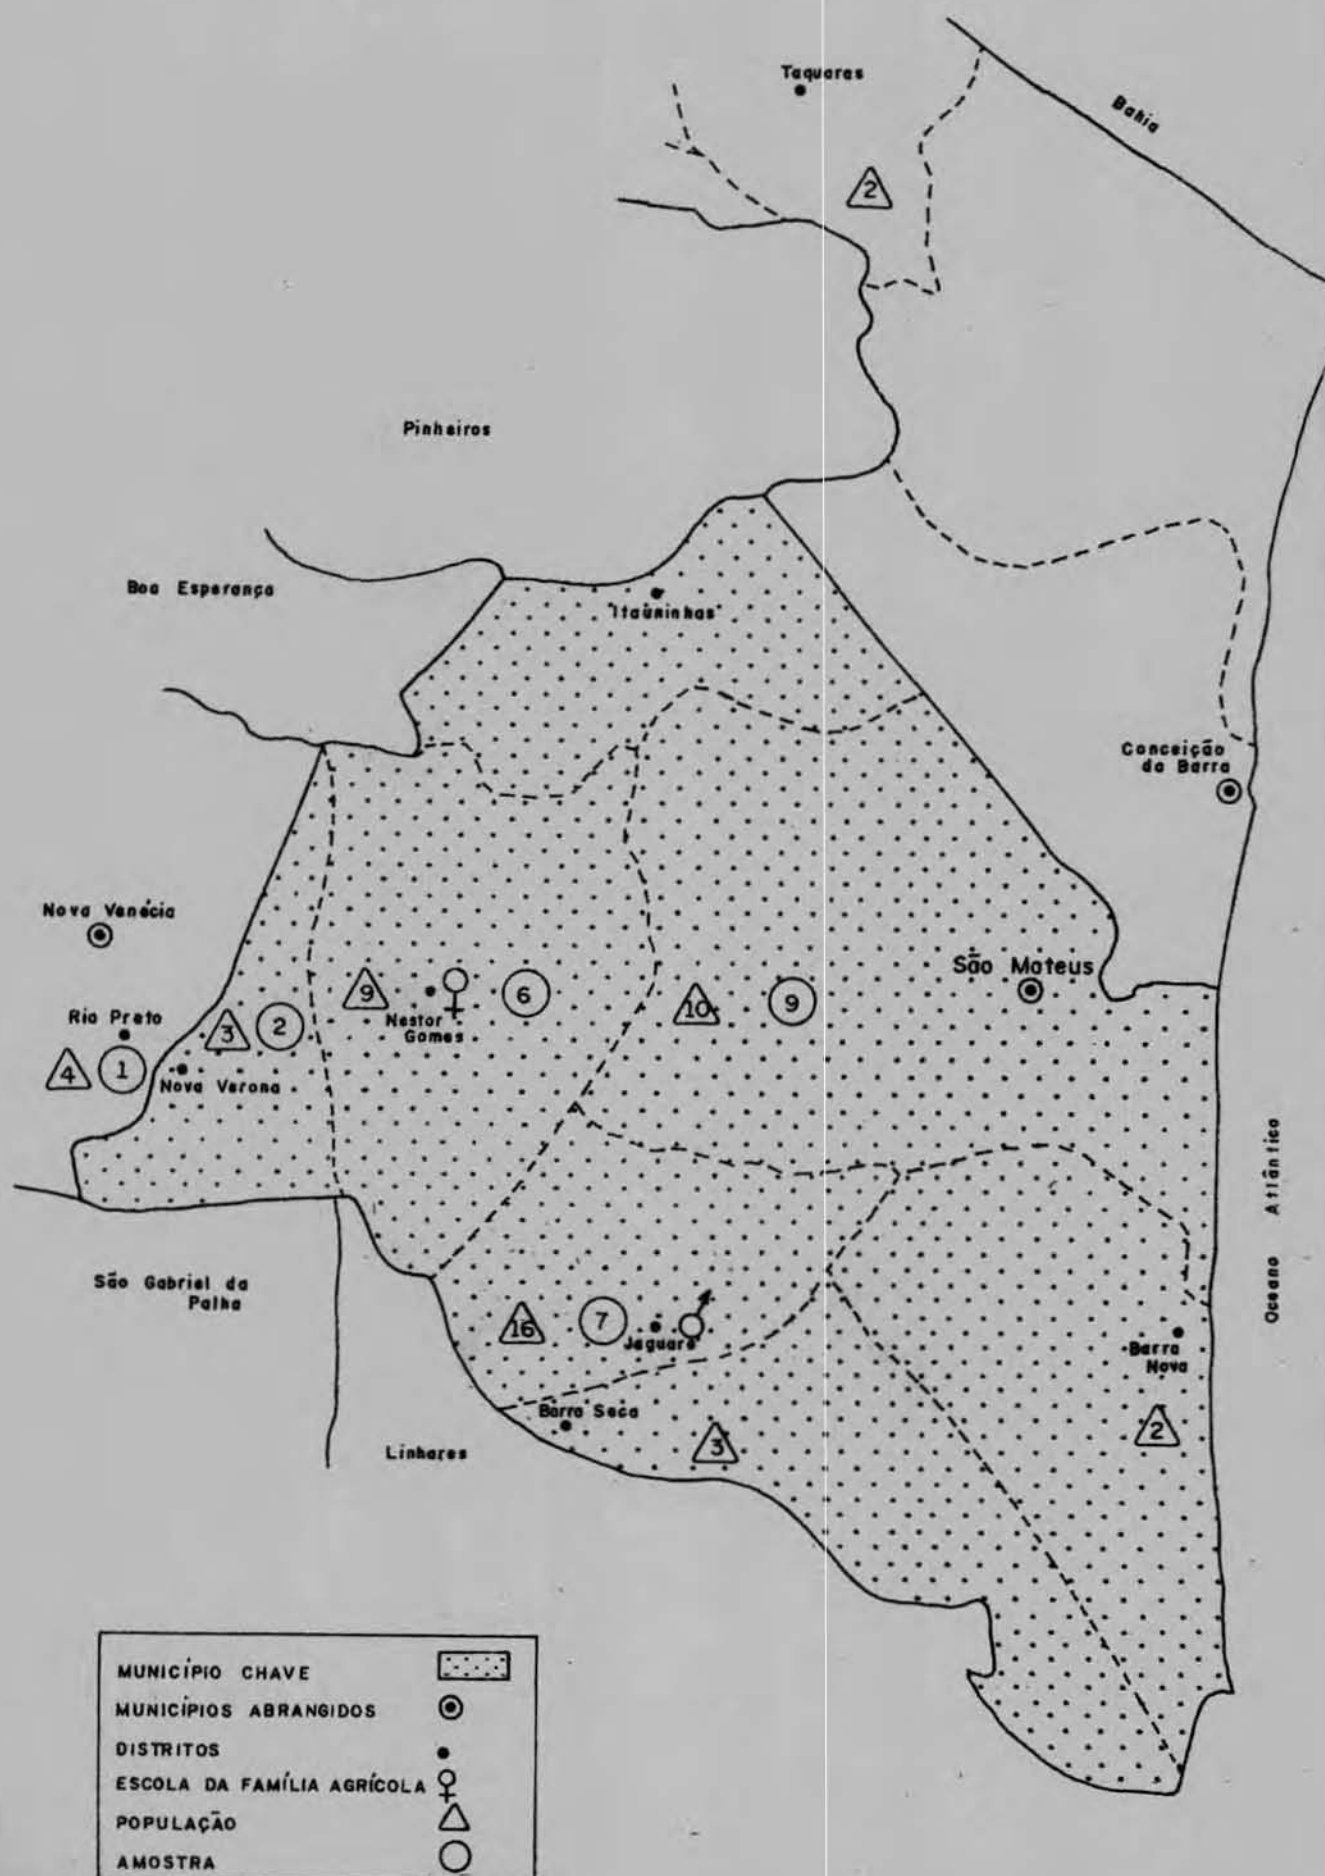 Taquaras
Bahia
2
Pinheiros
Boa Esperança
Itaúninhas
Conceição
da Barra
Nova Venécia
São Mateus
9
6
10
9
Nestor
Gomes
Rio Preto
3
2
4
1
Nova Verona
Oceano Atlântico
São Gabriel da
Palha
16
7
Jaguaré
Barra
Nova
Barra Seca
3
2
Linhares
MUNICÍPIO CHAVE
MUNICÍPIOS ABRANGIDOS
DISTRITOS
ESCOLA DA FAMÍLIA AGRÍCOLA
POPULAÇÃO
AMOSTRA